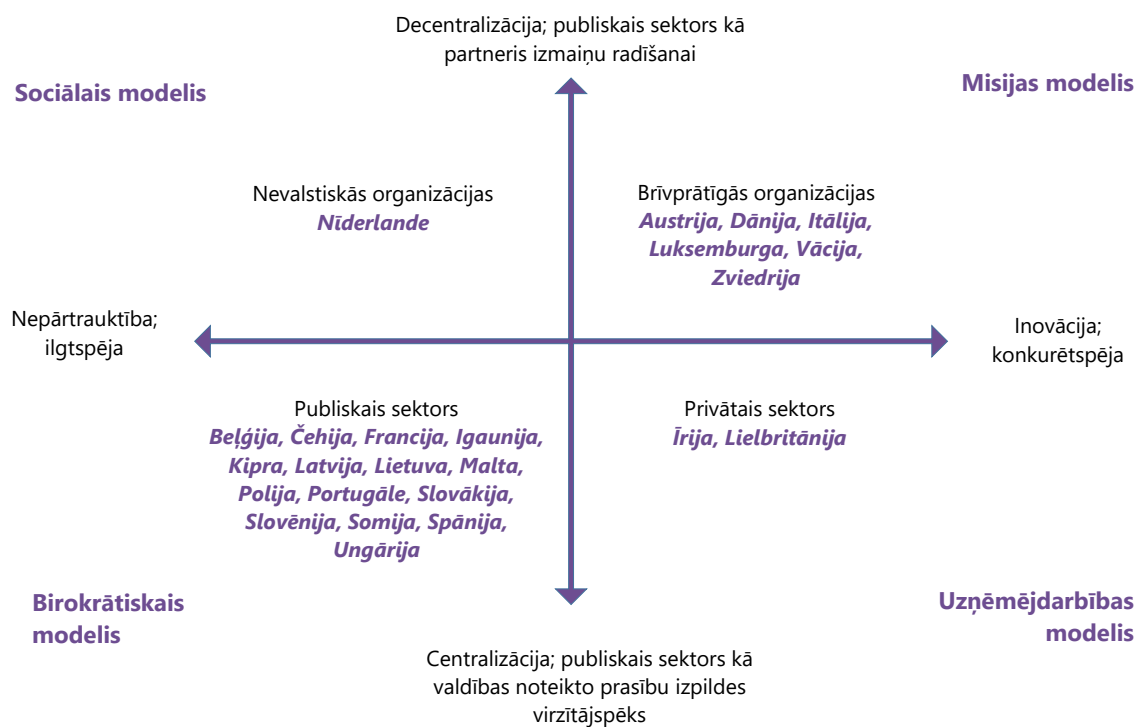 Decentralizācija; publiskais sektors kā
partneris izmaiņu radīšanai
Sociālais modelis
Misijas modelis
Nevalstiskās organizācijas
Nīderlande
Brīvprātīgās organizācijas
Austrija, Dānija, Itālija,
Luksemburga, Vācija,
Zviedrija
Nepārtrauktība;
ilgtspēja
Inovācija;
konkurētspēja
Publiskais sektors
Beļģija, Čehija, Francija, Igaunija,
Kipra, Latvija, Lietuva, Malta,
Polija, Portugāle, Slovākija,
Slovēnija, Somija, Spānija,
Ungārija
Privātais sektors
Īrija, Lielbritānija
Birokrātiskais
modelis
Uzņēmējdarbības
modelis
Centralizācija; publiskais sektors kā
valdības noteikto prasību izpildes
virzītājspēks